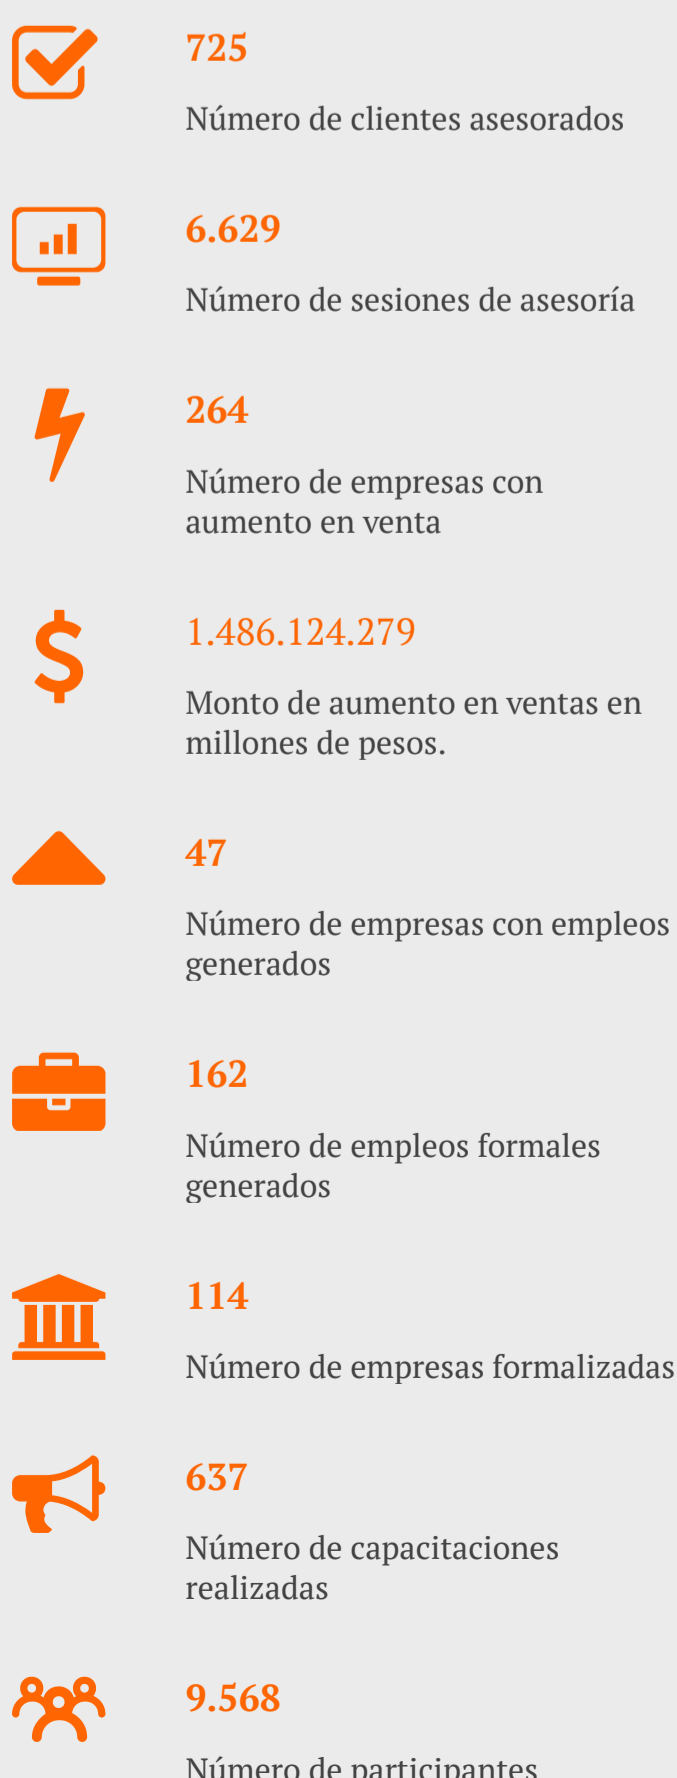 725
Número de clientes asesorados
6.629
Número de sesiones de asesoría
264
Número de empresas con
aumento en venta
1.486.124.279
Monto de aumento en ventas en
millones de pesos.
47
Número de empresas con empleos
generados
162
Número de empleos formales
generados
114
Número de empresas formalizadas
637
Número de capacitaciones
realizadas
9.568
Número de participantes